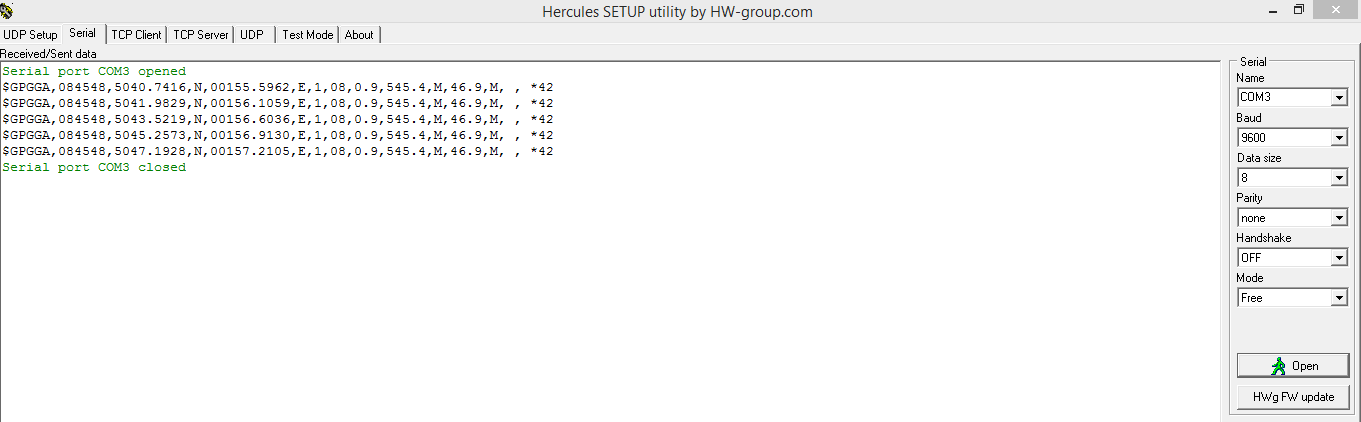 Hercules SETUP utility by HW-group.com
UDP Setup Serial TCP Client TCP Server UDP Test Mode About
Received/Sent data
Serial port COM3 opened
$GPGGA,084548,5040.7416,N,00155.5962,E,1,08,0.9,545.4,M,46.9,M, , *42
$GPGGA,084548,5041.9829,N,00156.1059,E,1,08,0.9,545.4,M,46.9,M, , *42
$GPGGA,084548,5043.5219,N,00156.6036,E,1,08,0.9,545.4,M,46.9,M, , *42
$GPGGA,084548,5045.2573,N,00156.9130,E,1,08,0.9,545.4,M,46.9,M, , *42
$GPGGA,084548,5047.1928,N,00157.2105,E,1,08,0.9,545.4,M,46.9,M, , *42
Serial port COM3 closed
Serial
Name
COM3
Baud
9600
Data size
8
Parity
none
Handshake
OFF
Mode
Free
Open
HWg FW update